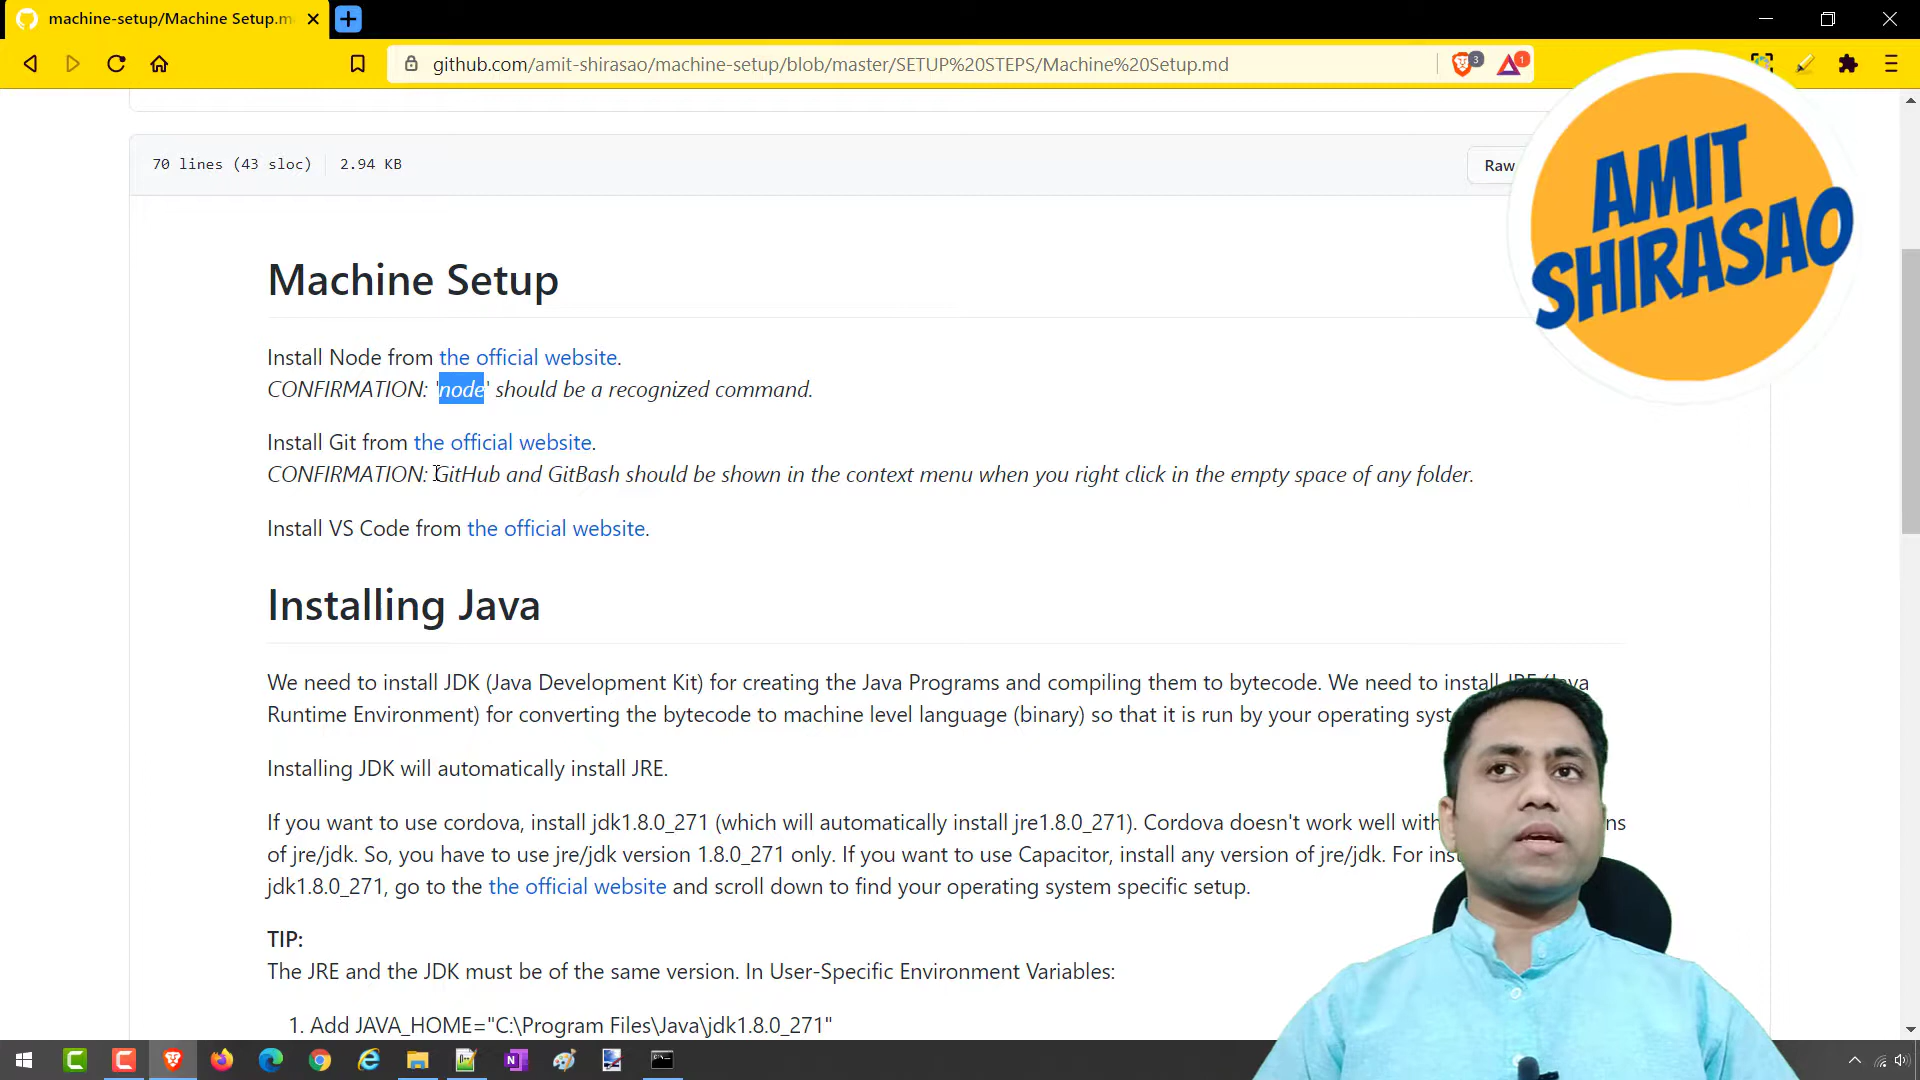 machine-setup/Machine Setup.m
github.com/amit-shirasao/machine-setup/blob/master/SETUP%20STEPS/Machine%20Setup.md
3
1
70 lines (43 sloc)
2.94 KB
Raw
AMIT
SHIRASAO
Machine Setup
Install Node from the official website.
CONFIRMATION: 'node' should be a recognized command.
Install Git from the official website.
CONFIRMATION: GitHub and GitBash should be shown in the context menu when you right click in the empty space of any folder.
Install VS Code from the official website.
Installing Java
We need to install JDK (Java Development Kit) for creating the Java Programs and compiling them to bytecode. We need to install JRE (Java
Runtime Environment) for converting the bytecode to machine level language (binary) so that it is run by your operating syst
Installing JDK will automatically install JRE.
If you want to use cordova, install jdk1.8.0_271 (which will automatically install jre1.8.0_271). Cordova doesn't work well with ns
of jre/jdk. So, you have to use jre/jdk version 1.8.0_271 only. If you want to use Capacitor, install any version of jre/jdk. For inst
jdk1.8.0_271, go to the the official website and scroll down to find your operating system specific setup.
TIP:
The JRE and the JDK must be of the same version. In User-Specific Environment Variables:
1. Add JAVA_HOME="C:\Program Files\Java\jdk1.8.0_271"